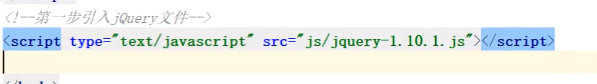 <!--第一步引入jQuery文件-->
<script type="text/javascript" src="js/jquery-1.10.1.js"></script>